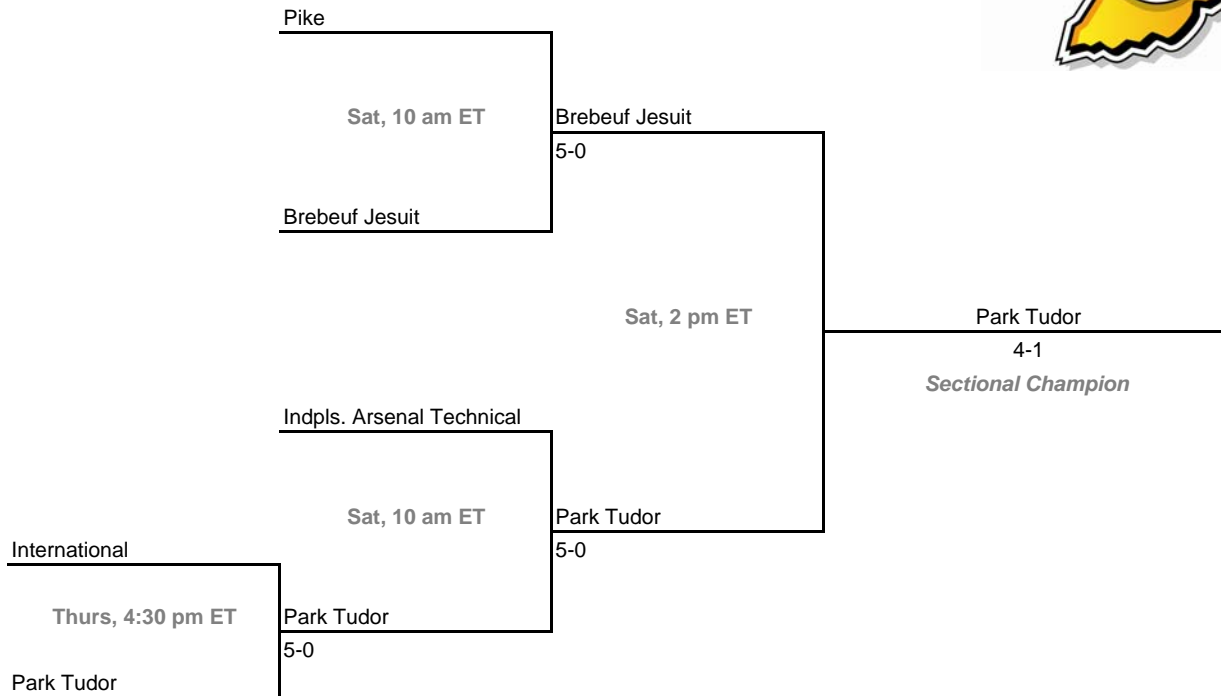 Pike
Sat, 10 am ET
Brebeuf Jesuit
5-0
Brebeuf Jesuit
Sat, 2 pm ET
Park Tudor
4-1
Sectional Champion
Indpls. Arsenal Technical
Sat, 10 am ET
Park Tudor
5-0
International
Thurs, 4:30 pm ET
Park Tudor
5-0
Park Tudor